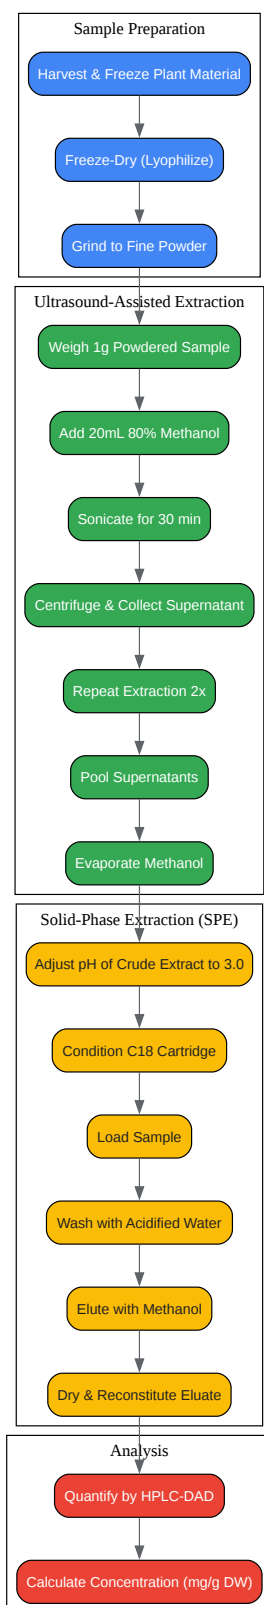 Sample Preparation
Harvest & Freeze Plant Material
Freeze-Dry (Lyophilize)
Grind to Fine Powder
Ultrasound-Assisted Extraction
Weigh 1g Powdered Sample
Add 20mL 80% Methanol
Sonicate for 30 min
Centrifuge & Collect Supernatant
Repeat Extraction 2x
Pool Supernatants
Evaporate Methanol
Solid-Phase Extraction (SPE)
Adjust pH of Crude Extract to 3.0
Condition C18 Cartridge
Load Sample
Wash with Acidified Water
Elute with Methanol
Dry & Reconstitute Eluate
Analysis
Quantify by HPLC-DAD
Calculate Concentration (mg/g DW)